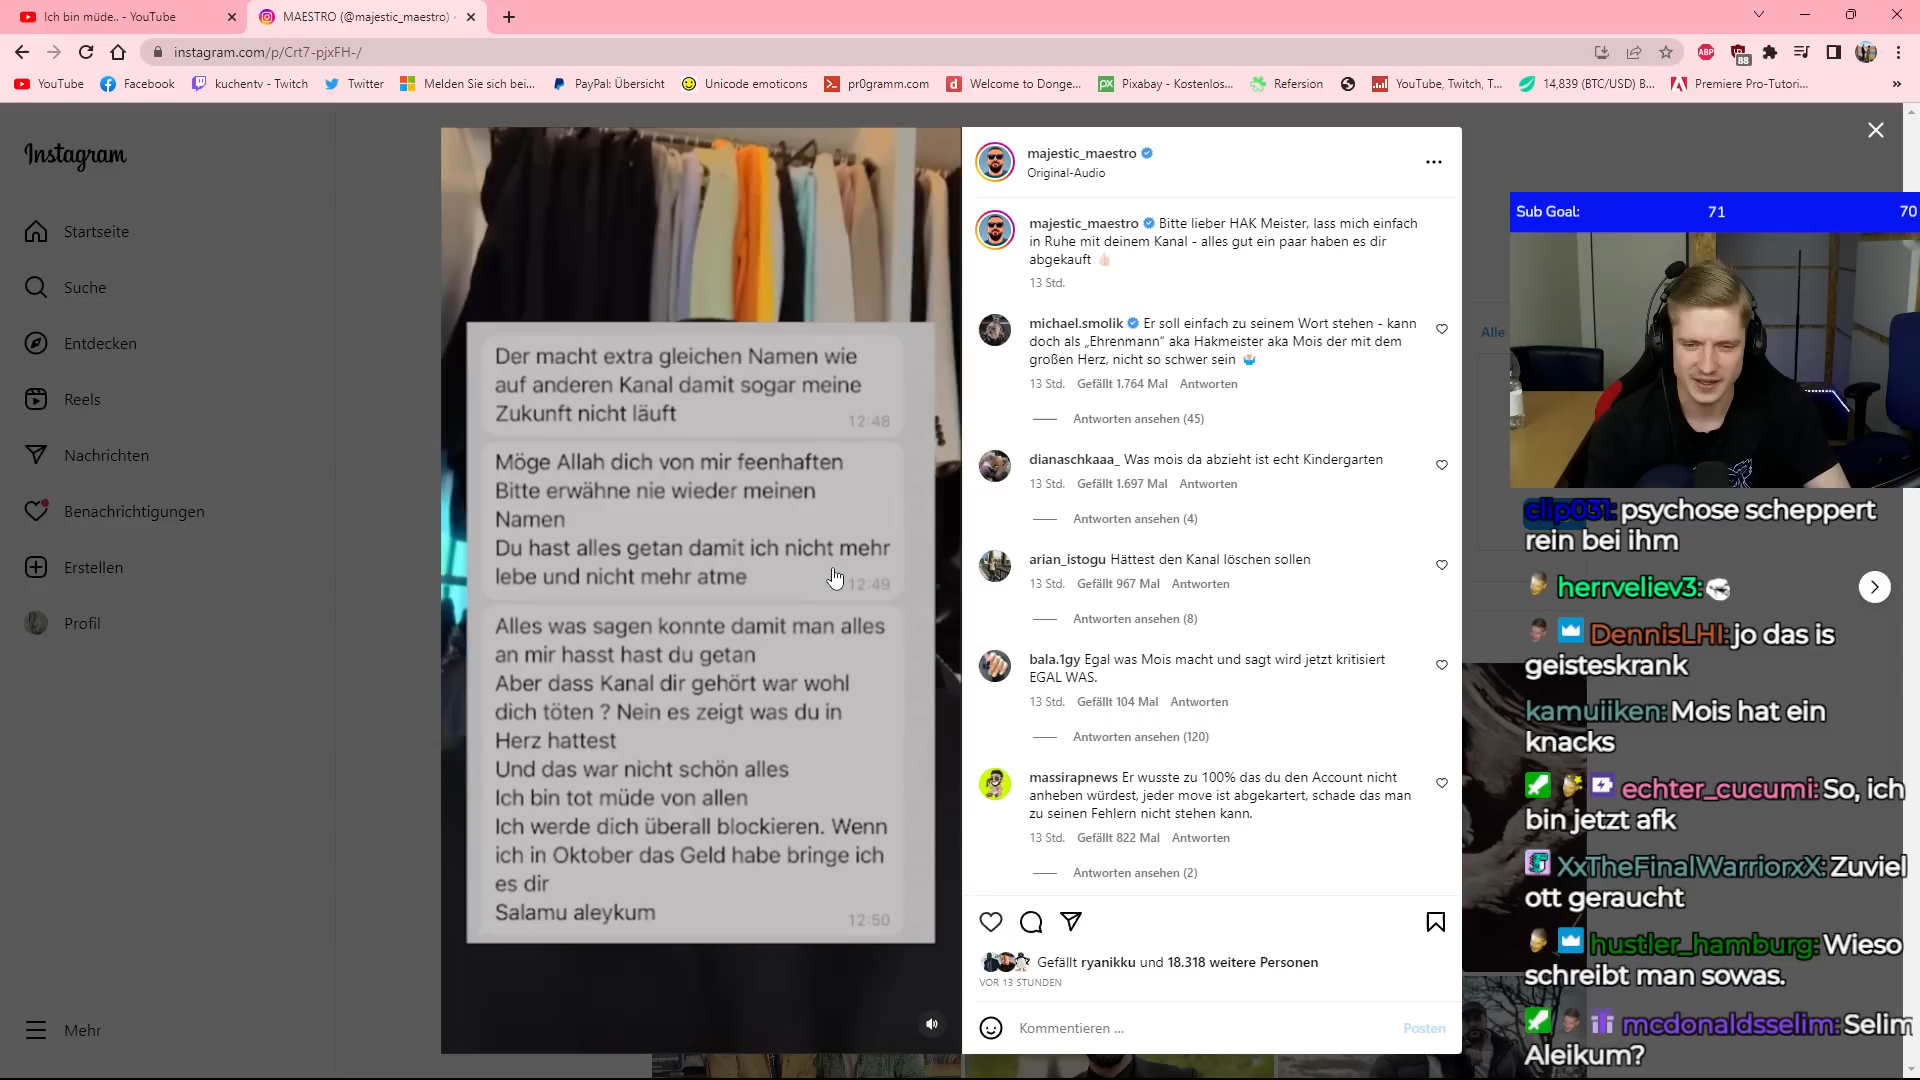 Ich bin müde.. - YouTube
MAESTRO (@majestic_maestro)
instagram.com/p/Crt7-pjxFH-/
ABP
88
YouTube
Facebook
kuchentv - Twitch
Twitter
Melden Sie sich bei...
PayPal: Übersicht
Unicode emoticons
pr0gramm.com
Welcome to Donge...
Pixabay - Kostenlos...
Refersion
YouTube, Twitch, T...
14,839 (BTC/USD) B...
Premiere Pro-Tutori...
Instagram
Startseite
Suche
Entdecken
Reels
Nachrichten
Benachrichtigungen
Erstellen
Profil
Mehr
Der macht extra gleichen Namen wie
auf anderen Kanal damit sogar meine
Zukunft nicht läuft
12:48
Möge Allah dich von mir feenhaften
Bitte erwähne nie wieder meinen
Namen
Du hast alles getan damit ich nicht mehr
lebe und nicht mehr atme
12:49
Alles was sagen konnte damit man alles
an mir hasst hast du getan
Aber dass Kanal dir gehört war wohl
dich töten ? Nein es zeigt was du in
Herz hattest
Und das war nicht schön alles
Ich bin tot müde von allen
Ich werde dich überall blockieren. Wenn
ich in Oktober das Geld habe bringe ich
es dir
Salamu aleykum
12:50
majestic_maestro
Original-Audio
majestic_maestro Bitte lieber HAK Meister, lass mich einfach
in Ruhe mit deinem Kanal - alles gut ein paar haben es dir
abgekauft 👍🏻
13 Std.
michael.smolik Er soll einfach zu seinem Wort stehen - kann
doch als „Ehrenmann“ aka Hakmeister aka Mois der mit dem
großen Herz, nicht so schwer sein 🤷🏼‍♂️
13 Std. Gefällt 1.764 Mal Antworten
Antworten ansehen (45)
dianaschkaaa_ Was mois da abzieht ist echt Kindergarten
13 Std. Gefällt 1.697 Mal Antworten
Antworten ansehen (4)
arian_istogu Hättest den Kanal löschen sollen
13 Std. Gefällt 967 Mal Antworten
Antworten ansehen (8)
bala.1gy Egal was Mois macht und sagt wird jetzt kritisiert
EGAL WAS.
13 Std. Gefällt 104 Mal Antworten
Antworten ansehen (120)
massirapnews Er wusste zu 100% das du den Account nicht
anheben würdest, jeder move ist abgekartert, schade das man
zu seinen Fehlern nicht stehen kann.
13 Std. Gefällt 822 Mal Antworten
Antworten ansehen (2)
Gefällt ryanikku und 18.318 weitere Personen
VOR 13 STUNDEN
Kommentieren ...
Posten
Alle
Sub Goal: 71 70
clip031: psychose scheppert
rein bei ihm
herrveliev3:
DennisLHI: jo das is
geisteskrank
kamuiiken: Mois hat ein
knacks
echter_cucumi: So, ich
bin jetzt afk
XxTheFinalWarriorxX: Zuviel
ott geraucht
hustler_hamburg: Wieso
schreibt man sowas.
mcdonaldsselim: Selim
Aleikum?